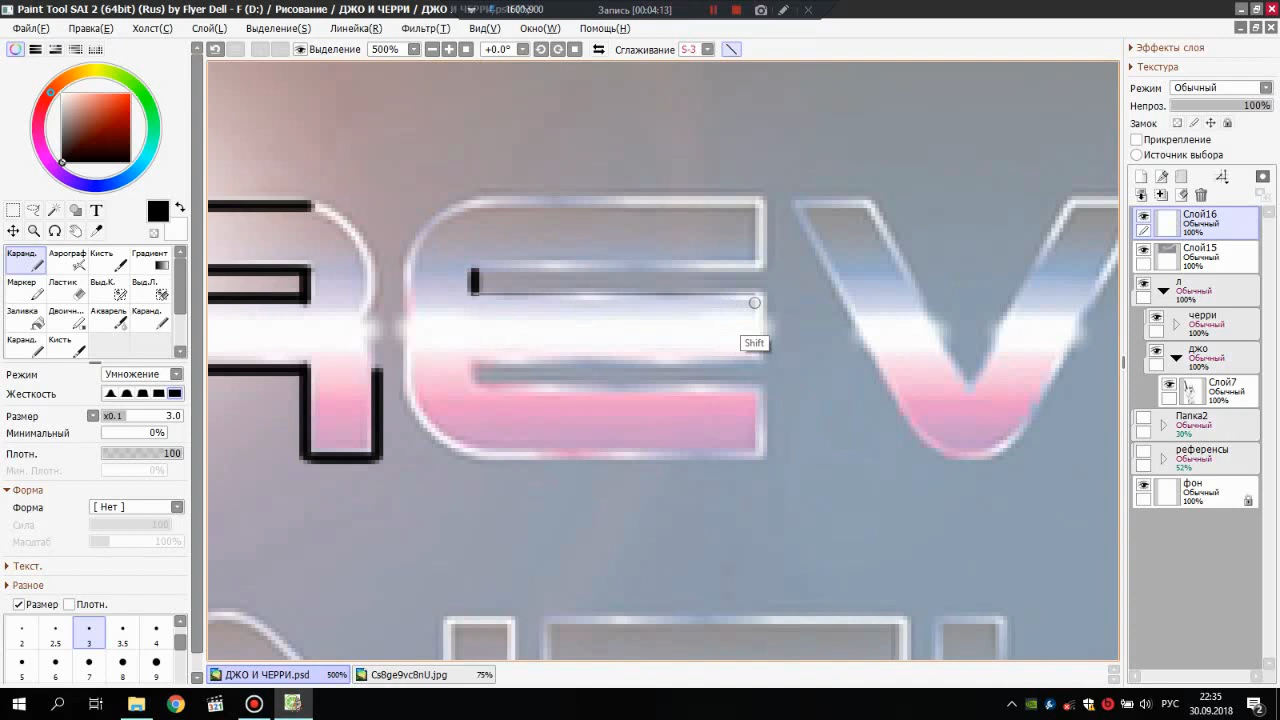 Paint Tool SAI 2 (64bit) (Rus) by Flyer Dell - F (D:) / Рисование / ДЖО И ЧЕРРИ / ДЖО
1600x900
Запись [00:04:13]
Файл(F) Правка(E) Холст(C) Слой(L) Выделение(S) Линейка(R) Фильтр(T) Вид(V) Окно(W) Помощь(H)
Выделение 500% +0.0° Сглаживание S-3
Эффекты слоя
Текстура
Режим Обычный
Непроз. 100%
Замок
Прикрепление
Источник выбора
T
Каранд. Аэрограф Кисть Градиент
Маркер Ластик Выд.К. Выд.Л.
Заливка Двоичн... Акварель Каранд.
Каранд. Кисть
Режим Умножение
Жесткость
Размер x0.1 3.0
Минимальный 0%
Плотн. 100
Мин. Плотн. 0%
Форма
Форма [ Нет ]
Сила 100
Масштаб 100%
Текст.
Разное
Размер Плотн.
2 2.5 3 3.5 4
5 6 7 8 9
REV
Shift
Слой16
Обычный
100%
Слой15
Обычный
100%
л
Обычный
100%
черри
Обычный
100%
джо
Обычный
100%
Слой7
Обычный
100%
Папка2
Обычный
30%
референсы
Обычный
52%
фон
Обычный
100%
ДЖО И ЧЕРРИ.psd 500%
Cs8ge9vc8nU.jpg 75%
РУС
22:35
30.09.2018
2